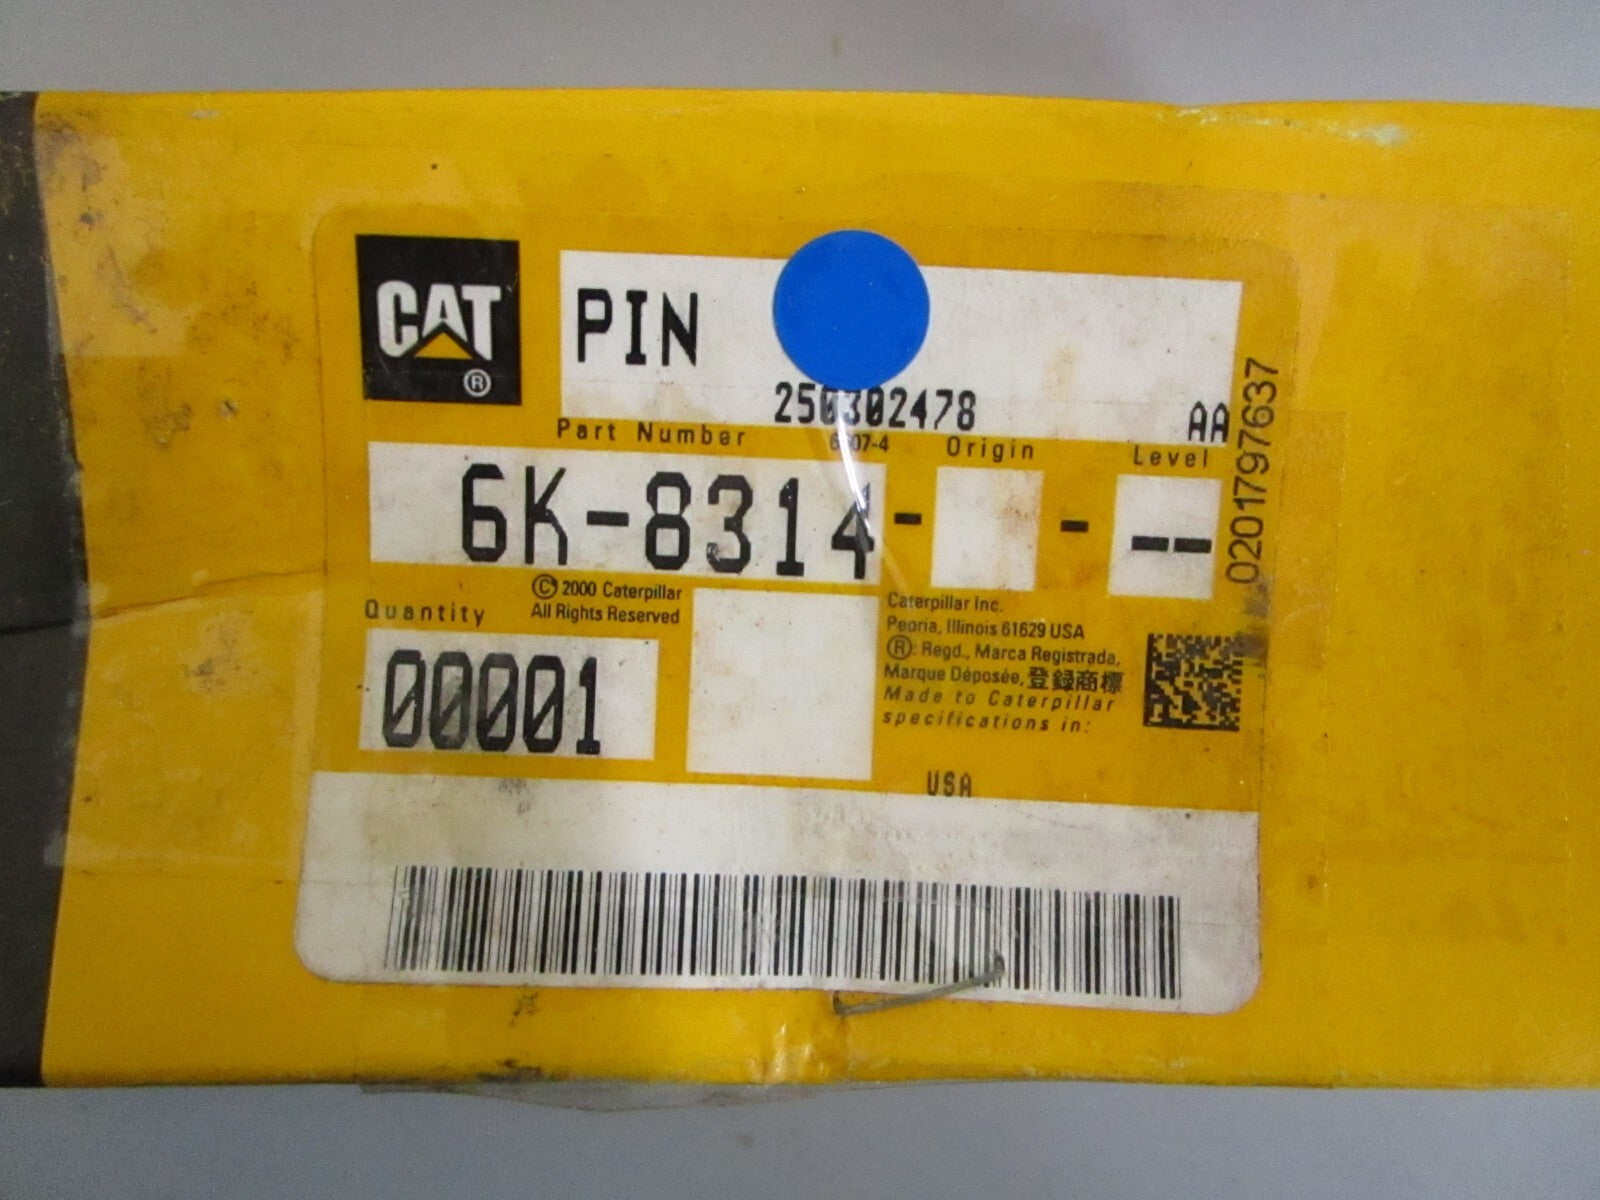 CAT
®
PIN
250302478
AA
Part Number
Origin
Level
6K-8314- - --
020179​7637
© 2000 Caterpillar
All Rights Reserved
Quantity
00001
Caterpillar Inc.
Peoria, Illinois 61629 USA
®: Regd., Marca Registrada,
Marque Déposée, 登録商標
Made to Caterpillar
specifications in:
USA